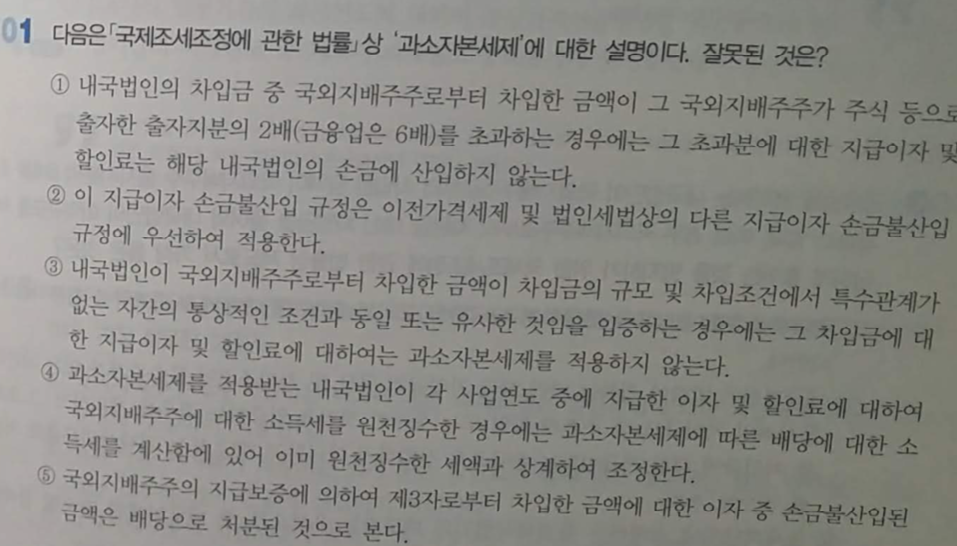 01 다음은「국제조세조정에 관한 법률」상 '과소자본세제'에 대한 설명이다. 잘못된 것은?
① 내국법인의 차입금 중 국외지배주주로부터 차입한 금액이 그 국외지배주주가 주식 등으로
출자한 출자지분의 2배(금융업은 6배)를 초과하는 경우에는 그 초과분에 대한 지급이자 및
할인료는 해당 내국법인의 손금에 산입하지 않는다.
② 이 지급이자 손금불산입 규정은 이전가격세제 및 법인세법상의 다른 지급이자 손금불산입
규정에 우선하여 적용한다.
③ 내국법인이 국외지배주주로부터 차입한 금액이 차입금의 규모 및 차입조건에서 특수관계가
없는 자간의 통상적인 조건과 동일 또는 유사한 것임을 입증하는 경우에는 그 차입금에 대
한 지급이자 및 할인료에 대하여는 과소자본세제를 적용하지 않는다.
④ 과소자본세제를 적용받는 내국법인이 각 사업연도 중에 지급한 이자 및 할인료에 대하여
국외지배주주에 대한 소득세를 원천징수한 경우에는 과소자본세제에 따른 배당에 대한 소
득세를 계산함에 있어 이미 원천징수한 세액과 상계하여 조정한다.
⑤ 국외지배주주의 지급보증에 의하여 제3자로부터 차입한 금액에 대한 이자 중 손금불산입된
금액은 배당으로 처분된 것으로 본다.